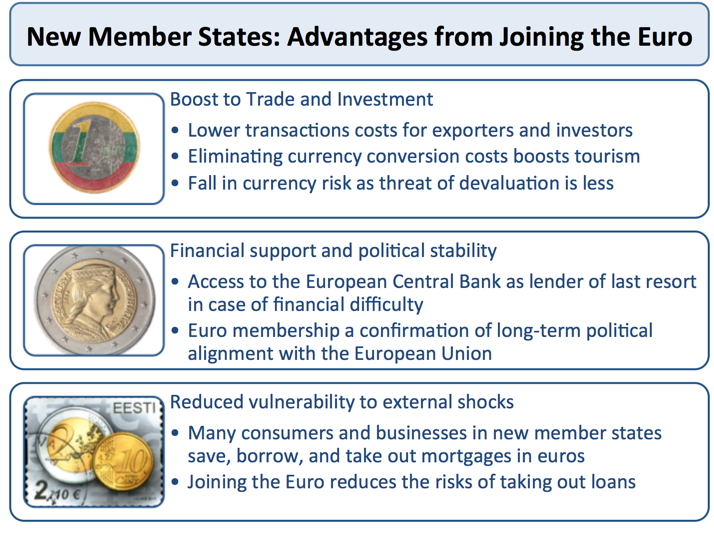 New Member States: Advantages from Joining the Euro
Boost to Trade and Investment
• Lower transactions costs for exporters and investors
• Eliminating currency conversion costs boosts tourism
• Fall in currency risk as threat of devaluation is less
1
Financial support and political stability
• Access to the European Central Bank as lender of last resort
in case of financial difficulty
• Euro membership a confirmation of long-term political
alignment with the European Union
Reduced vulnerability to external shocks
• Many consumers and businesses in new member states
save, borrow, and take out mortgages in euros
• Joining the Euro reduces the risks of taking out loans
EESTI
2
10
2,10 €